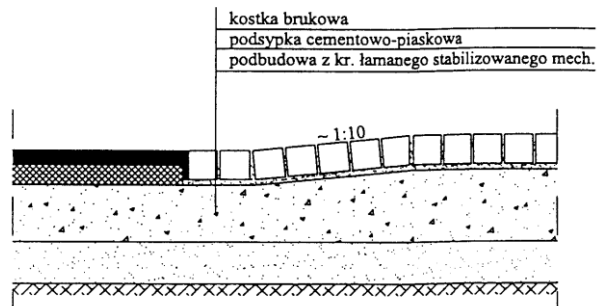 kostka brukowa
podsypka cementowo-piaskowa
podbudowa z kr. łamanego stabilizowanego mech.
~ 1:10